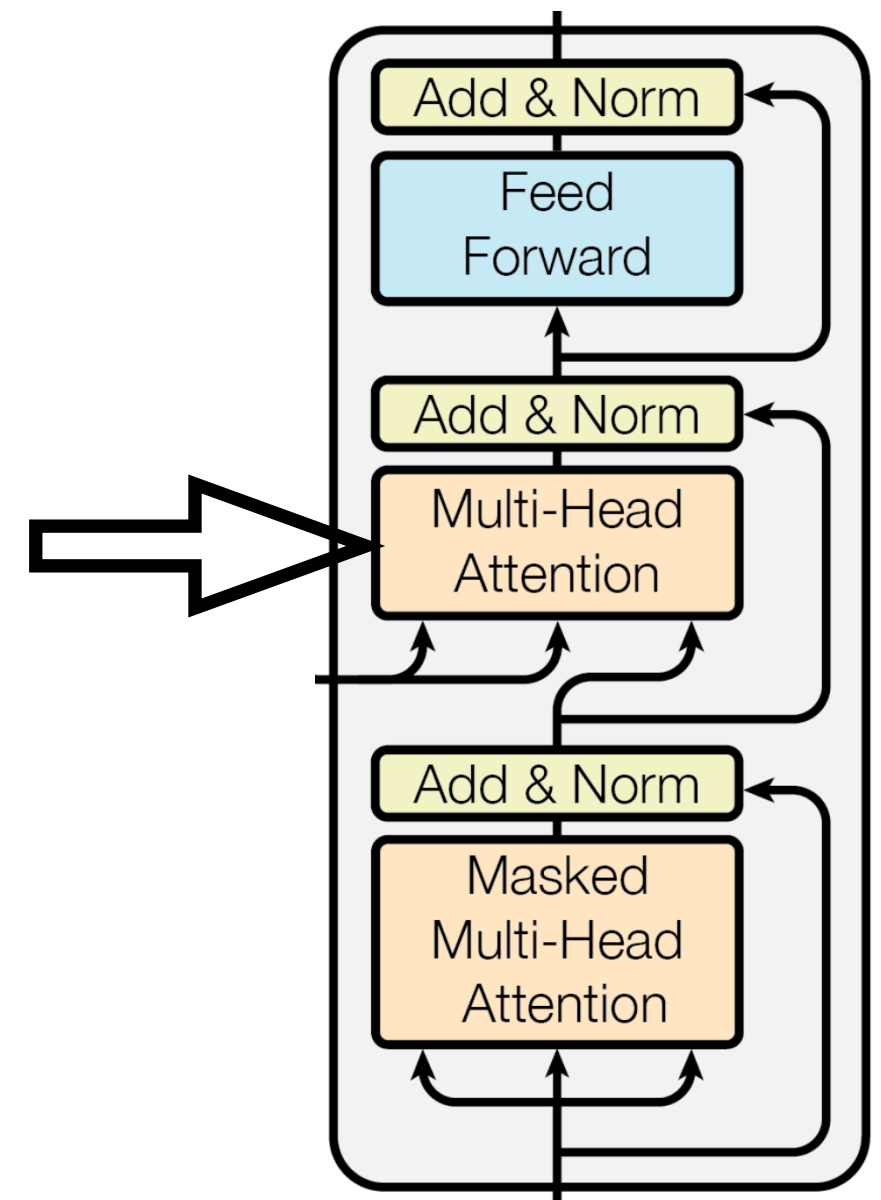 Add & Norm
Feed
Forward
Add & Norm
Multi-Head
Attention
Add & Norm
Masked
Multi-Head
Attention